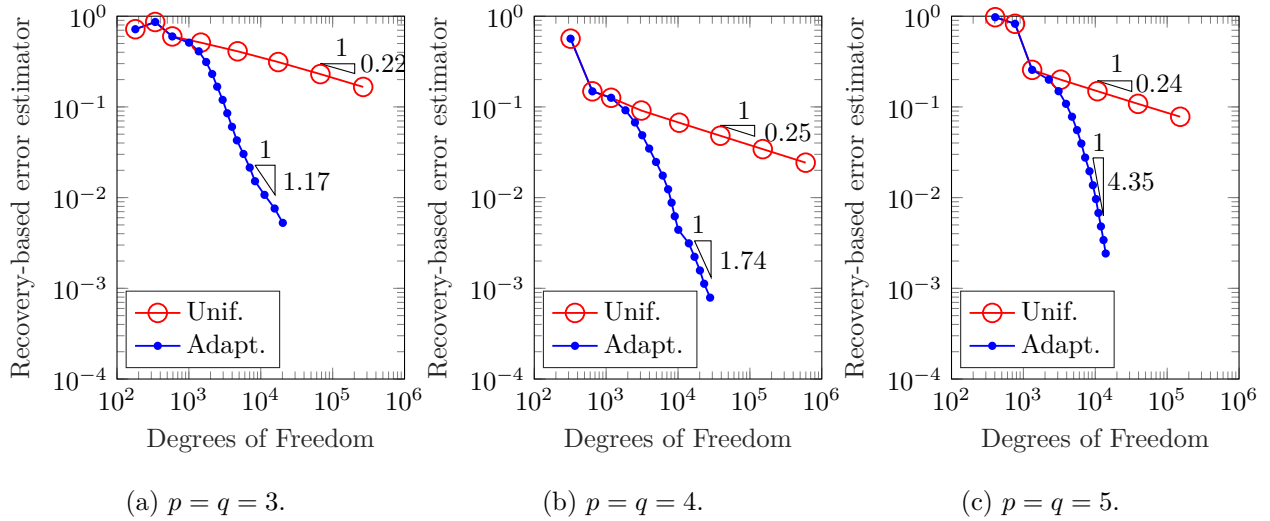 Recovery-based error estimator
10^0
10^{-1}
10^{-2}
10^{-3}
10^{-4}
1
0.22
1
1.17
Unif.
Adapt.
10^2 10^3 10^4 10^5 10^6
Degrees of Freedom
(a) p = q = 3.
Recovery-based error estimator
10^0
10^{-1}
10^{-2}
10^{-3}
10^{-4}
1
0.25
1
1.74
Unif.
Adapt.
10^2 10^3 10^4 10^5 10^6
Degrees of Freedom
(b) p = q = 4.
Recovery-based error estimator
10^0
10^{-1}
10^{-2}
10^{-3}
10^{-4}
1
0.24
1
4.35
Unif.
Adapt.
10^2 10^3 10^4 10^5 10^6
Degrees of Freedom
(c) p = q = 5.